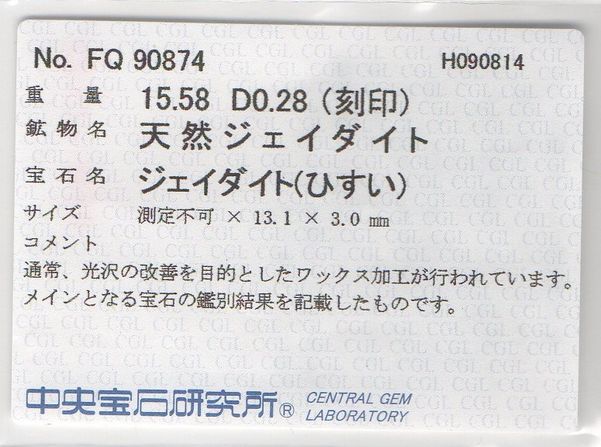 No. FQ 90874 H090814
重量 15.58 D0.28 (刻印)
鉱物名 天然ジェイダイト
宝石名 ジェイダイト(ひすい)
サイズ 測定不可 × 13.1 × 3.0 mm
コメント
通常、光沢の改善を目的としたワックス加工が行われています。
メインとなる宝石の鑑別結果を記載したものです。
中央宝石研究所® CENTRAL GEM
LABORATORY